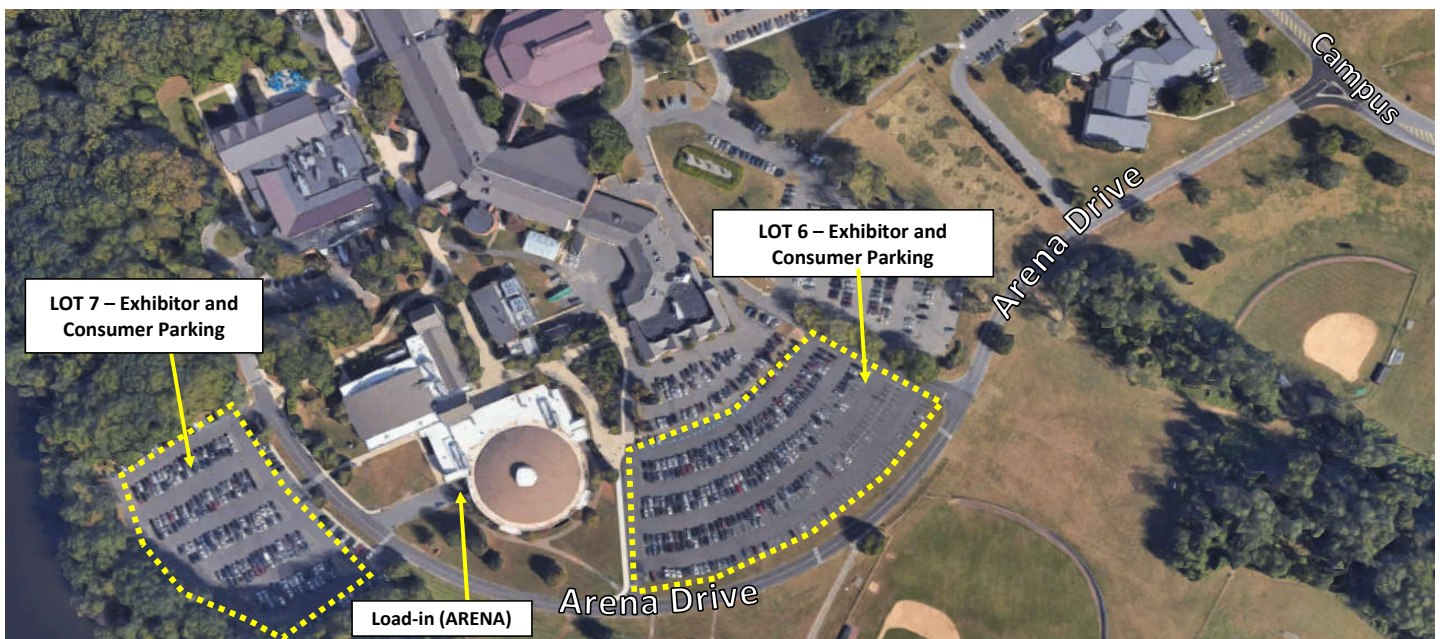 Campus
Arena Drive
LOT 6 – Exhibitor and
Consumer Parking
LOT 7 – Exhibitor and
Consumer Parking
Load-in (ARENA)
Arena Drive